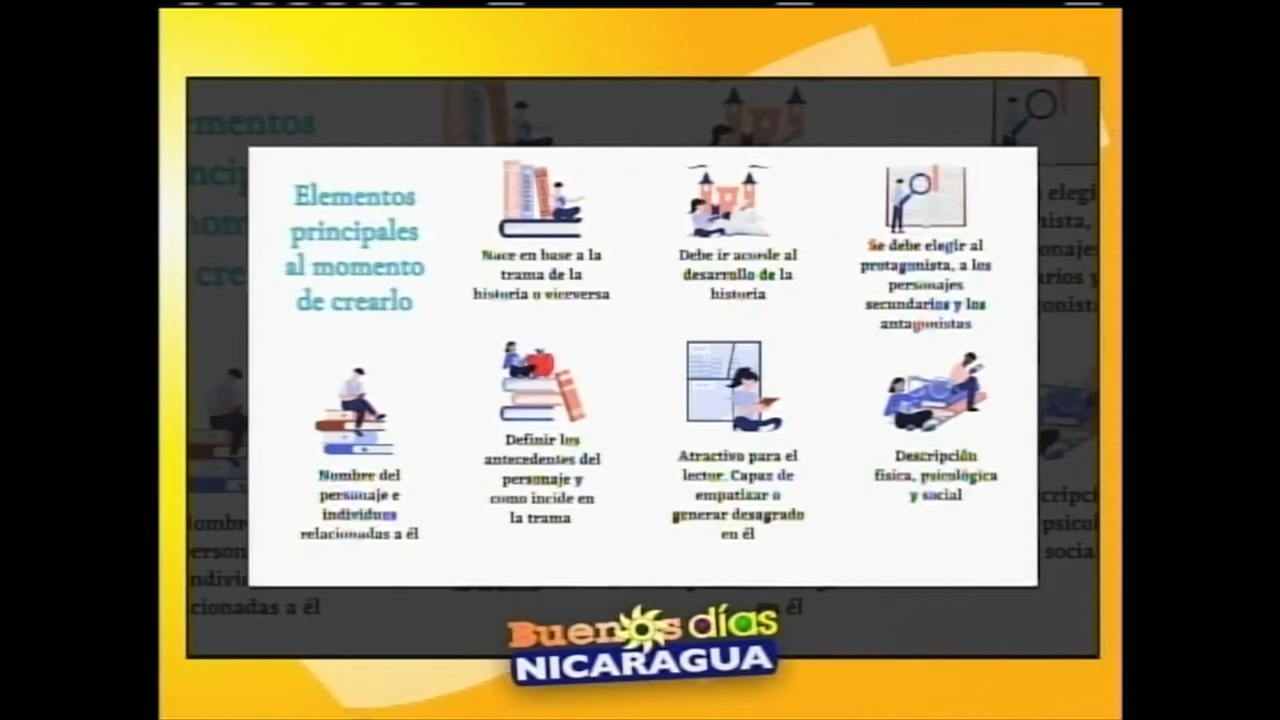 Elementos
principales
al momento
de crearlo
Nace en base a la
trama de la
historia o viceversa
Debe ir acorde al
desarrollo de la
historia
Se debe elegir al
protagonista, a los
personajes
secundarios y los
antagonistas
Nombre del
personaje e
individuos
relacionadas a él
Definir los
antecedentes del
personaje y
como incide en
la trama
Atractivo para el
lector. Capaz de
empatizar o
generar desagrado
en él
Descripción
física, psicológica
y social
Buenos días
NICARAGUA